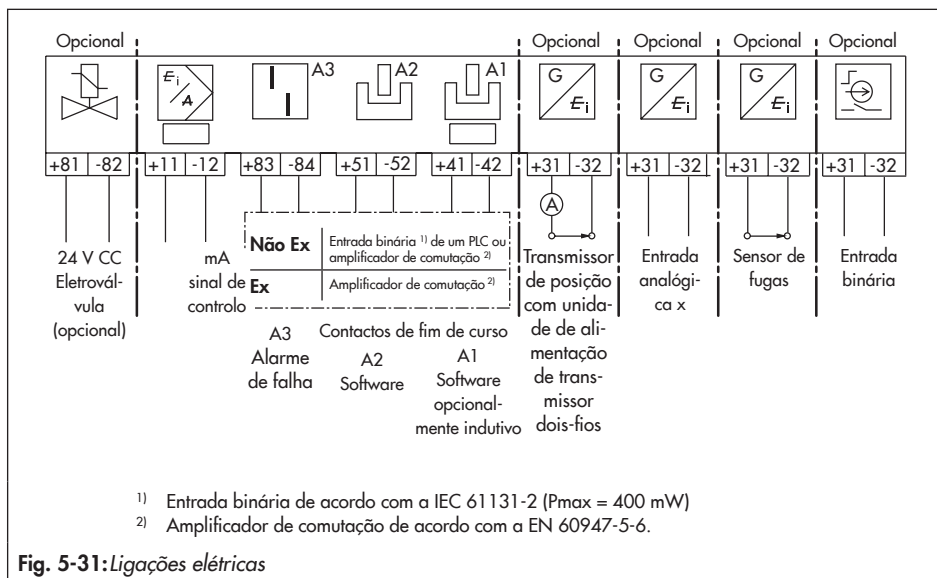 Opcional Opcional Opcional Opcional Opcional
E i / A A3 A2 A1 G E i G E i G E i
+81 -82 +11 -12 +83 -84 +51 -52 +41 -42 +31 -32 +31 -32 +31 -32 +31 -32
A
24 V CC
Eletrovál-
vula
(opcional)
mA
sinal de
controlo
Não Ex
Entrada binária 1) de um PLC ou
amplificador de comutação 2)
Ex
Amplificador de comutação 2)
A3
Alarme
de falha
Contactos de fim de curso
A2
Software
A1
Software
opcional-
mente indutivo
Transmissor
de posição
com unida-
de de ali-
mentação
de trans-
missor
dois-fios
Entrada
analógi-
ca x
Sensor de
fugas
Entrada
binária
1) Entrada binária de acordo com a IEC 61131-2 (Pmax = 400 mW)
2) Amplificador de comutação de acordo com a EN 60947-5-6.
Fig. 5-31: Ligações elétricas